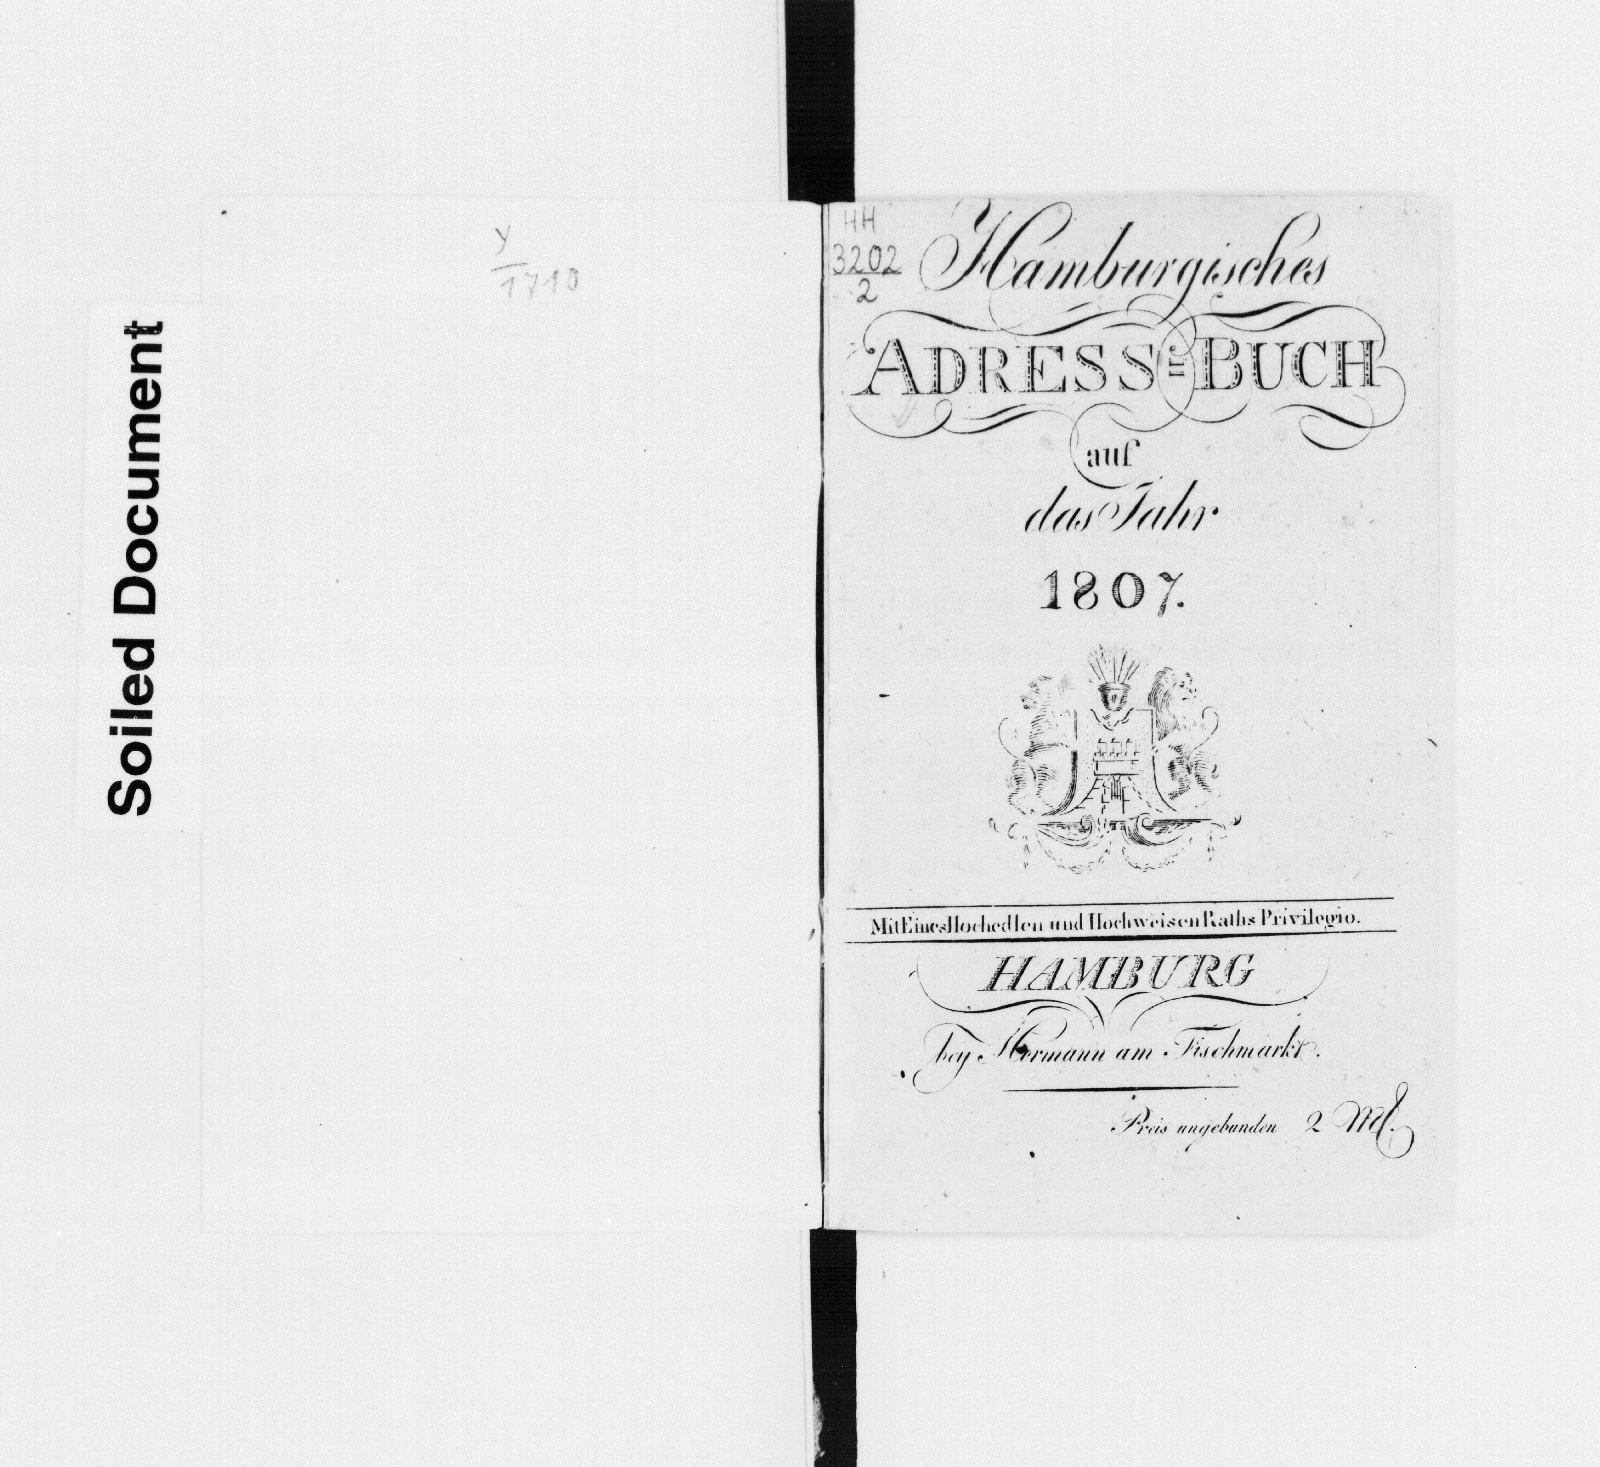 Soiled Document
y
1710
HH
3202
2
Hamburgisches
ADRESS=BUCH
auf
das Jahr
1807.
Mit Eines Hochedlen und Hochweisen Raths Privilegio.
HAMBURG
bey Hermann am Fischmarkt.
Preis ungebunden 2 Mk.